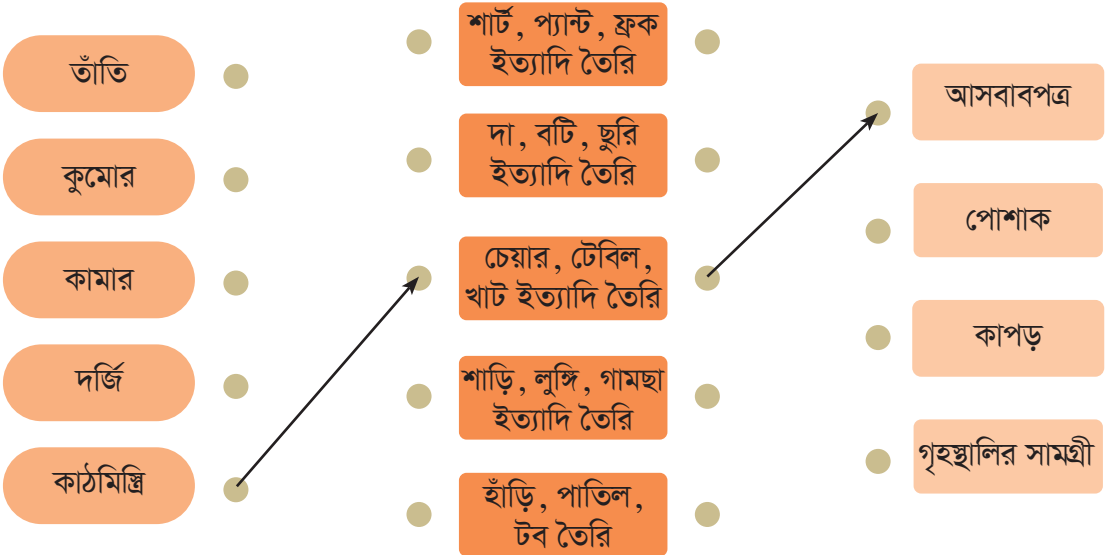 তাঁতি
কুমোর
কামার
দর্জি
কাঠমিস্ত্রি
শার্ট, প্যান্ট, ফ্রক
ইত্যাদি তৈরি
দা, বটি, ছুরি
ইত্যাদি তৈরি
চেয়ার, টেবিল,
খাট ইত্যাদি তৈরি
শাড়ি, লুঙ্গি, গামছা
ইত্যাদি তৈরি
হাঁড়ি, পাতিল,
টব তৈরি
আসবাবপত্র
পোশাক
কাপড়
গৃহস্থালির সামগ্রী